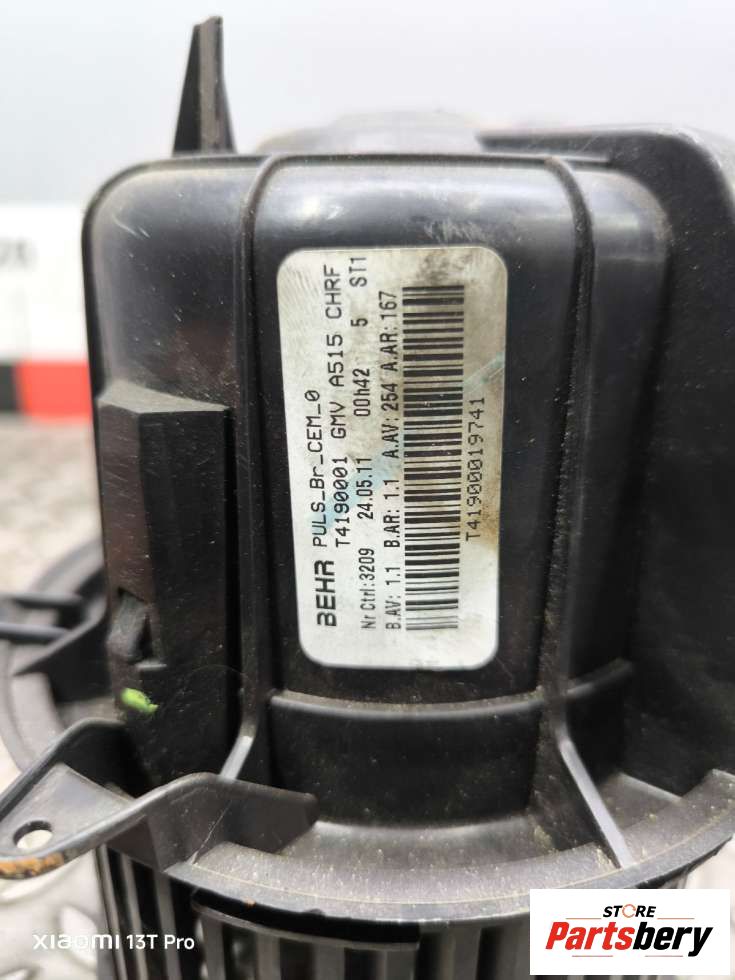 BEHR PULS_Br_CEM_0
T4190001 GMV A515 CHRF
Nr Ctrl:3209 24.05.11 00h42 5 ST1
B.AV: 1.1 B.AR: 1.1 A.AV: 254 A.AR: 167
T41900019741
XIAOMI 13T Pro
STORE
Partsbery